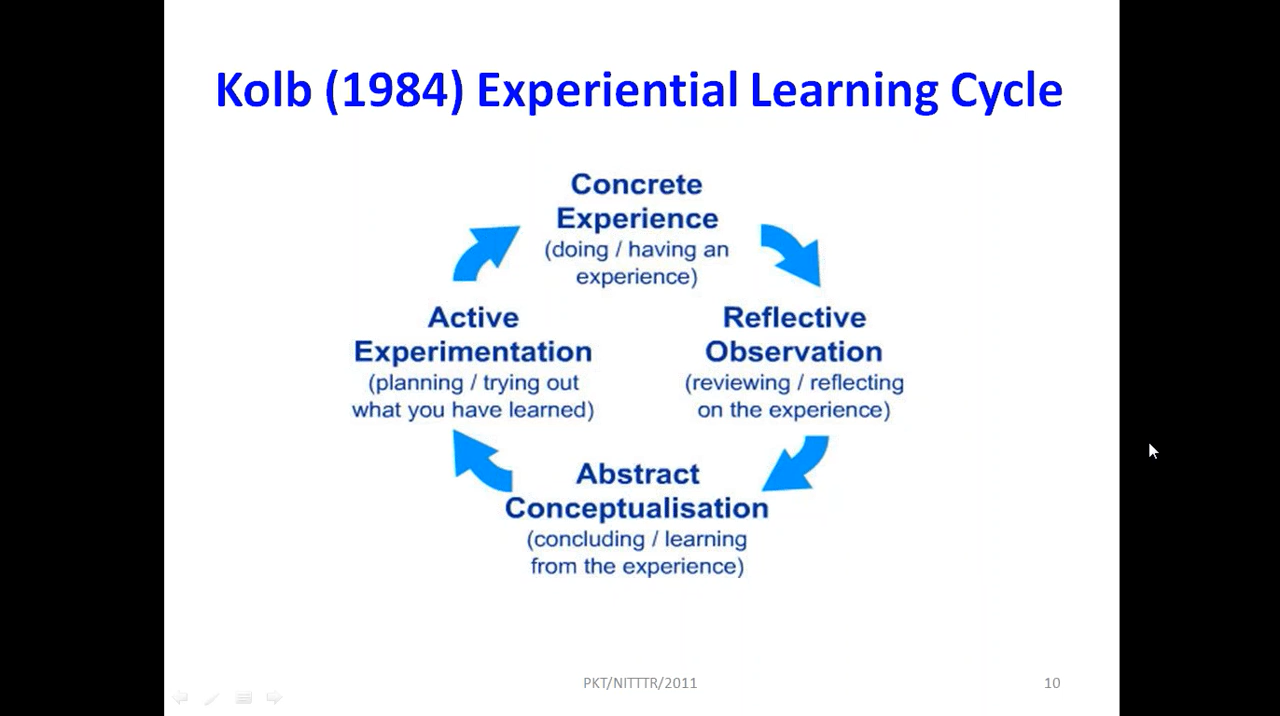 Kolb (1984) Experiential Learning Cycle
Concrete
Experience
(doing / having an
experience)
Reflective
Observation
(reviewing / reflecting
on the experience)
Abstract
Conceptualisation
(concluding / learning
from the experience)
Active
Experimentation
(planning / trying out
what you have learned)
PKT/NITTTR/2011
10